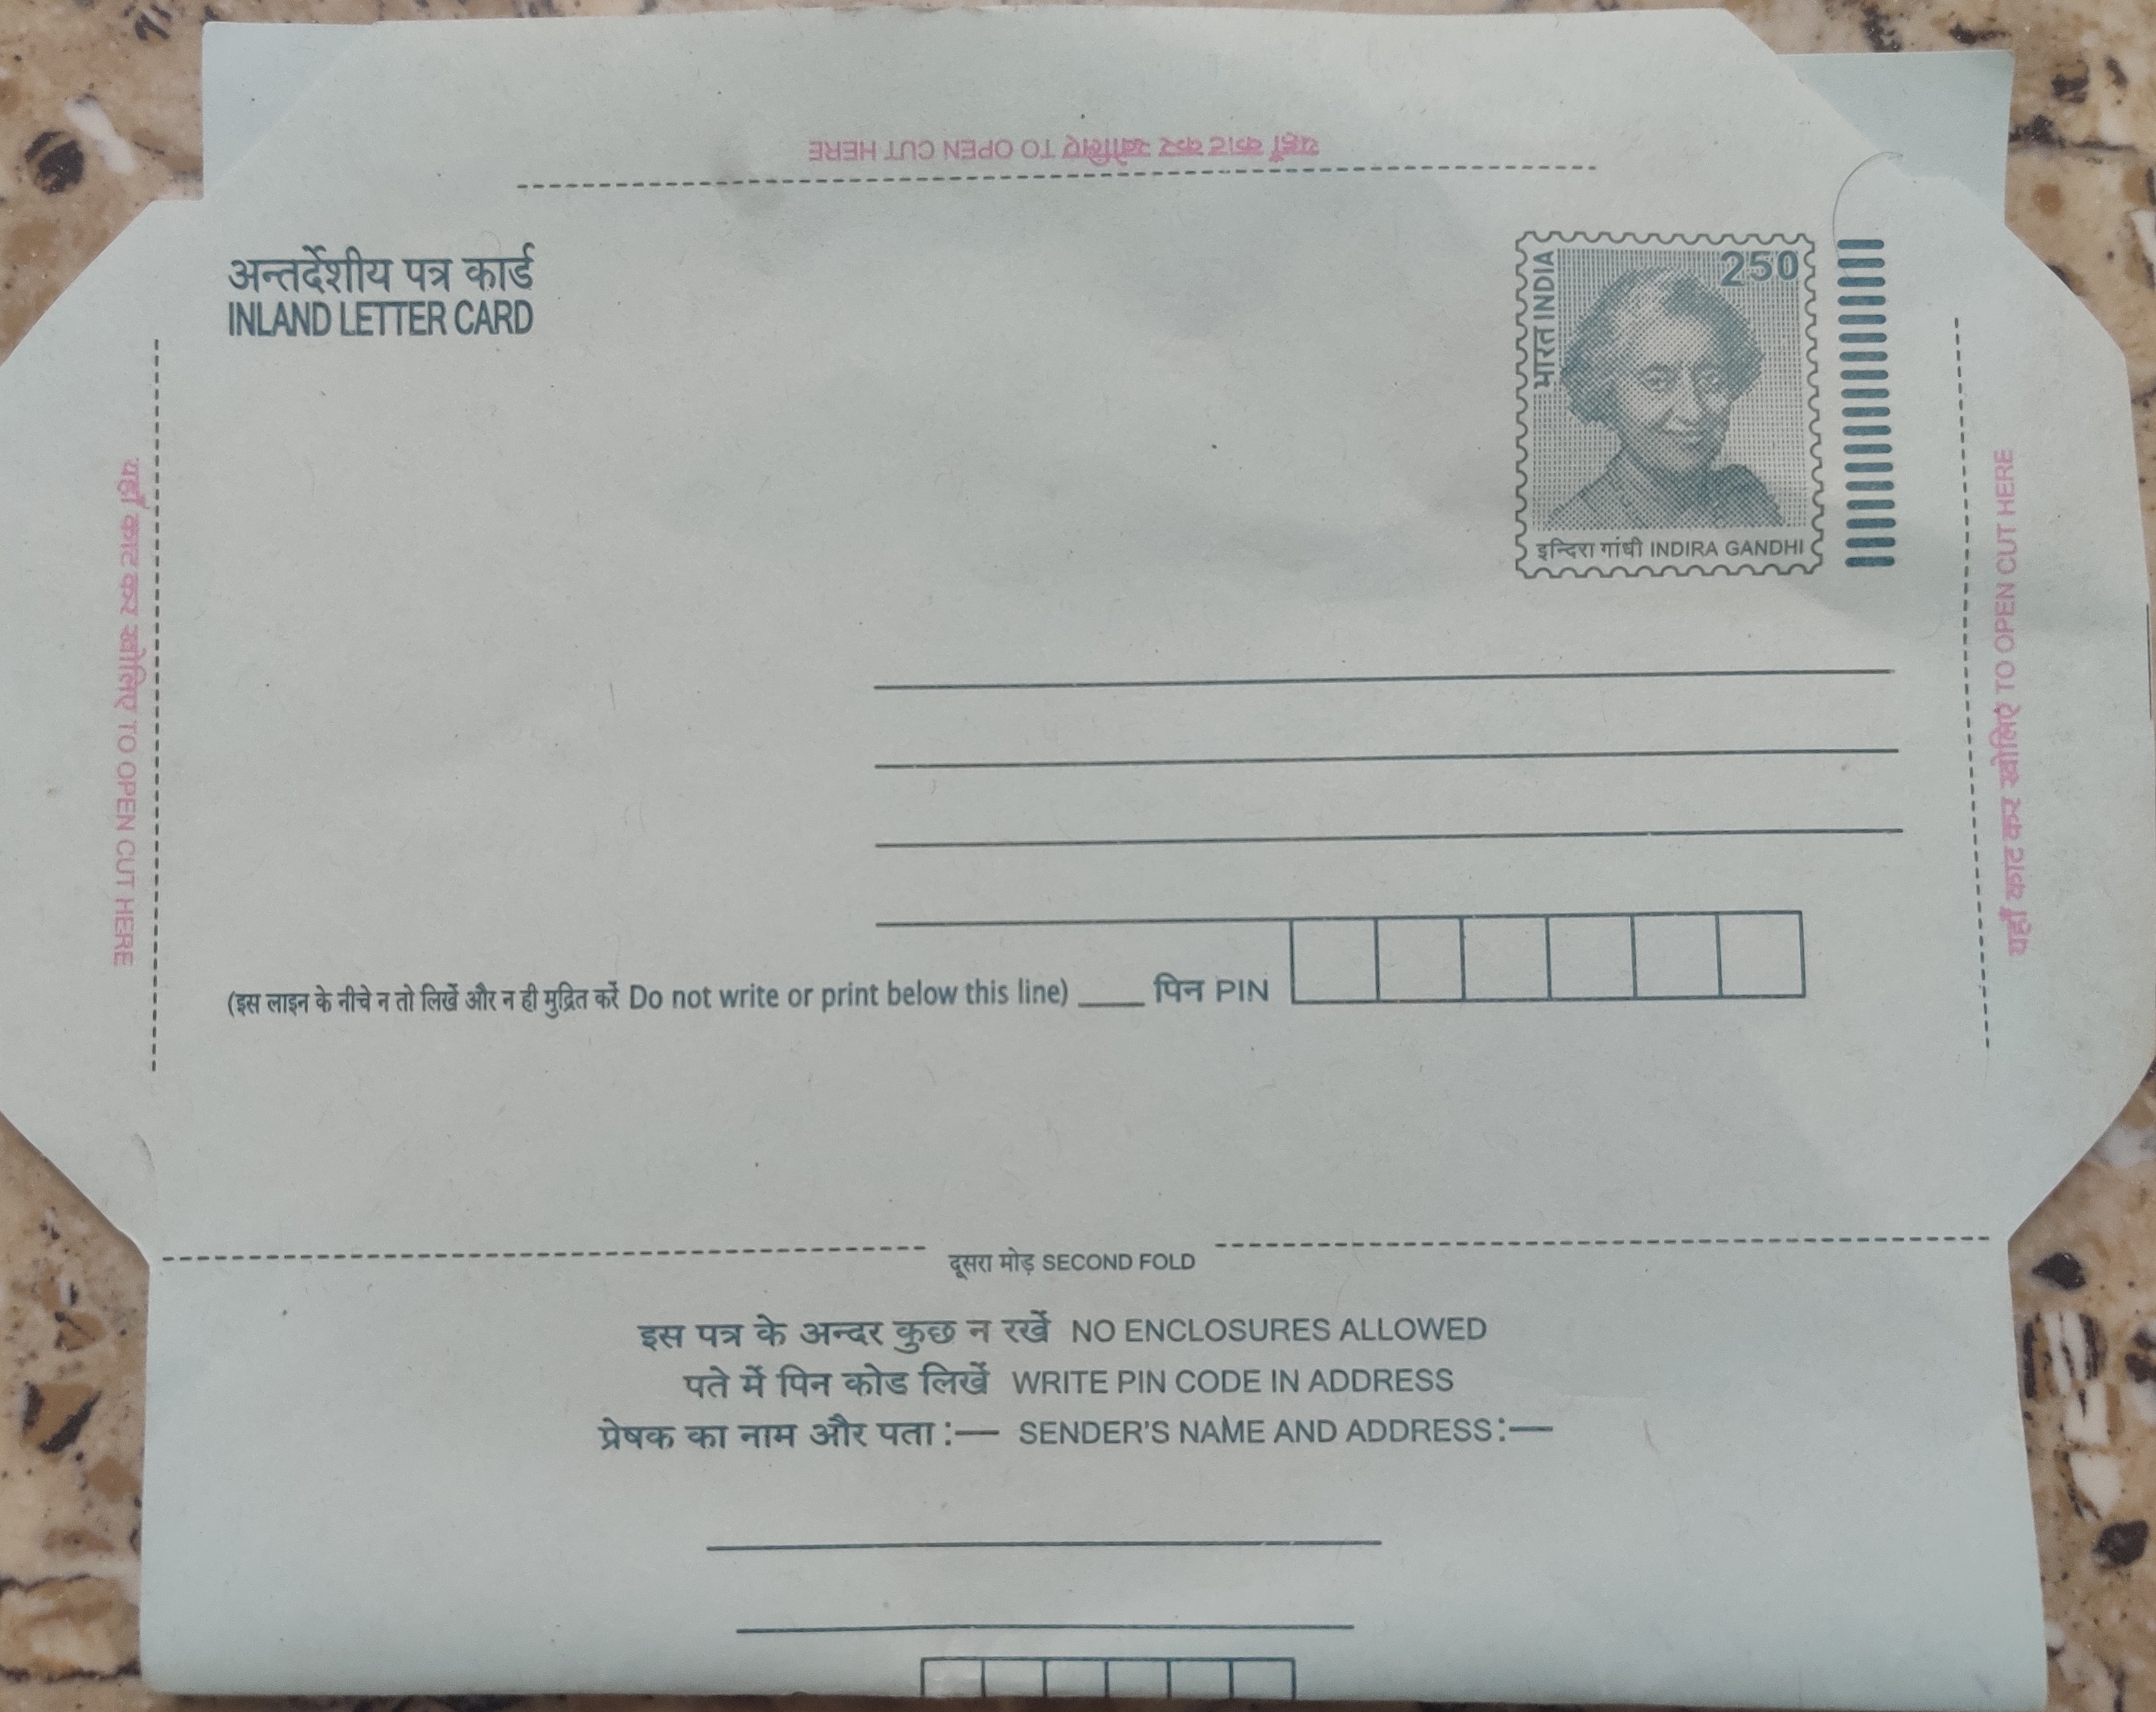 यहाँ काट कर खोलिए TO OPEN CUT HERE
अन्तर्देशीय पत्र कार्ड
INLAND LETTER CARD
भारत INDIA
250
इन्दिरा गांधी INDIRA GANDHI
यहाँ काट कर खोलिए TO OPEN CUT HERE
यहाँ काट कर खोलिए TO OPEN CUT HERE
(इस लाइन के नीचे न तो लिखें और न ही मुद्रित करें Do not write or print below this line) ____ पिन PIN
दूसरा मोड़ SECOND FOLD
इस पत्र के अन्दर कुछ न रखें NO ENCLOSURES ALLOWED
पते में पिन कोड लिखें WRITE PIN CODE IN ADDRESS
प्रेषक का नाम और पता :— SENDER'S NAME AND ADDRESS:—